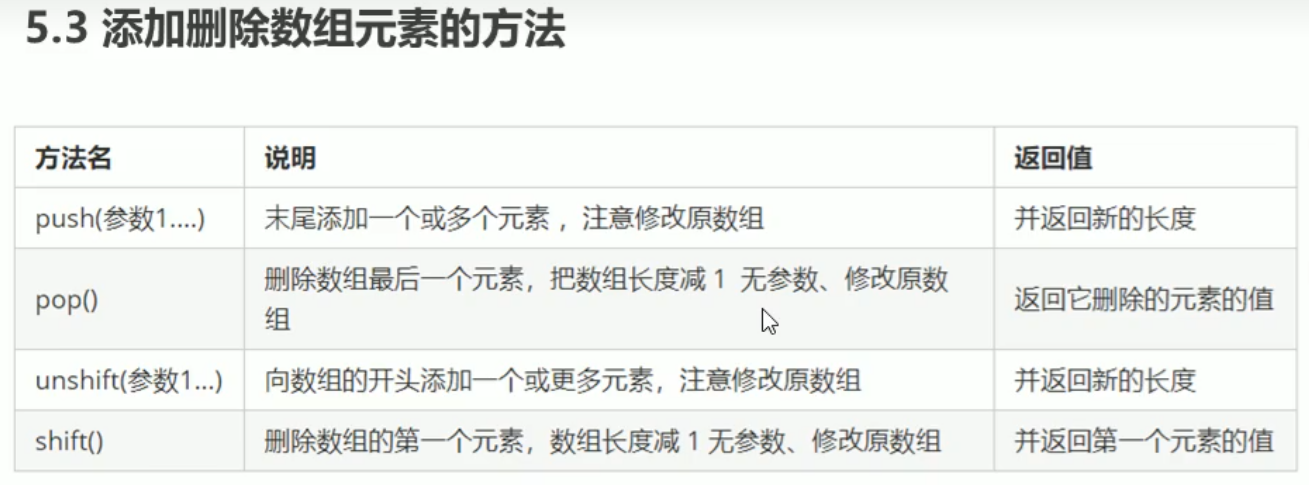 5.3 添加删除数组元素的方法
方法名 说明 返回值
push(参数1....) 末尾添加一个或多个元素，注意修改原数组 并返回新的长度
pop() 删除数组最后一个元素，把数组长度减 1 无参数、修改原数
组 返回它删除的元素的值
unshift(参数1...) 向数组的开头添加一个或更多元素，注意修改原数组 并返回新的长度
shift() 删除数组的第一个元素，数组长度减 1 无参数、修改原数组 并返回第一个元素的值